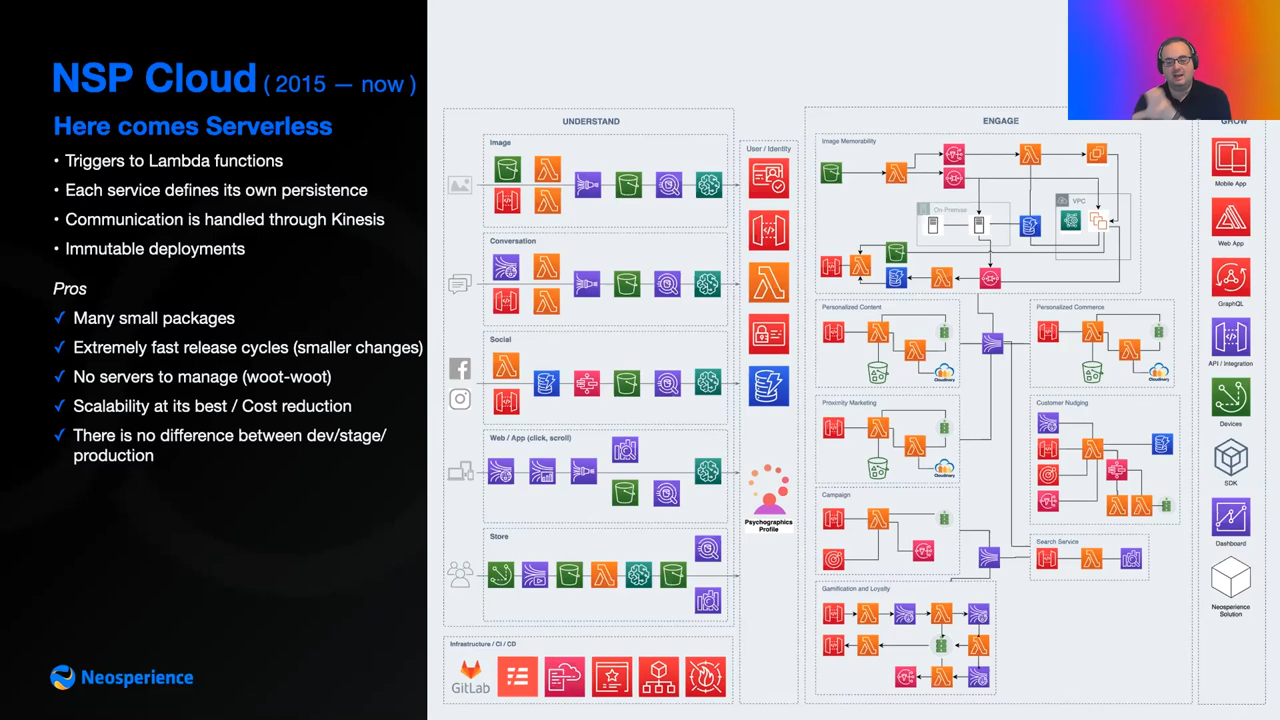 NSP Cloud ( 2015 — now )
Here comes Serverless
• Triggers to Lambda functions
• Each service defines its own persistence
• Communication is handled through Kinesis
• Immutable deployments
Pros
✓ Many small packages
✓ Extremely fast release cycles (smaller changes)
✓ No servers to manage (woot-woot)
✓ Scalability at its best / Cost reduction
✓ There is no difference between dev/stage/
production
Neosperience
UNDERSTAND
Image
Conversation
Social
Web / App (click, scroll)
Store
Infrastructure / CI / CD
GitLab
User / Identity
Psychographics
Profile
ENGAGE
Image Memorability
On Premise
VPC
Personalized Content
Cloudinary
Personalized Commerce
Cloudinary
Proximity Marketing
Cloudinary
Customer Nudging
Campaign
Search Service
Gamification and Loyalty
GROW
Mobile App
Web App
GraphQL
API / Integration
Devices
SDK
Dashboard
Neosperience
Solution